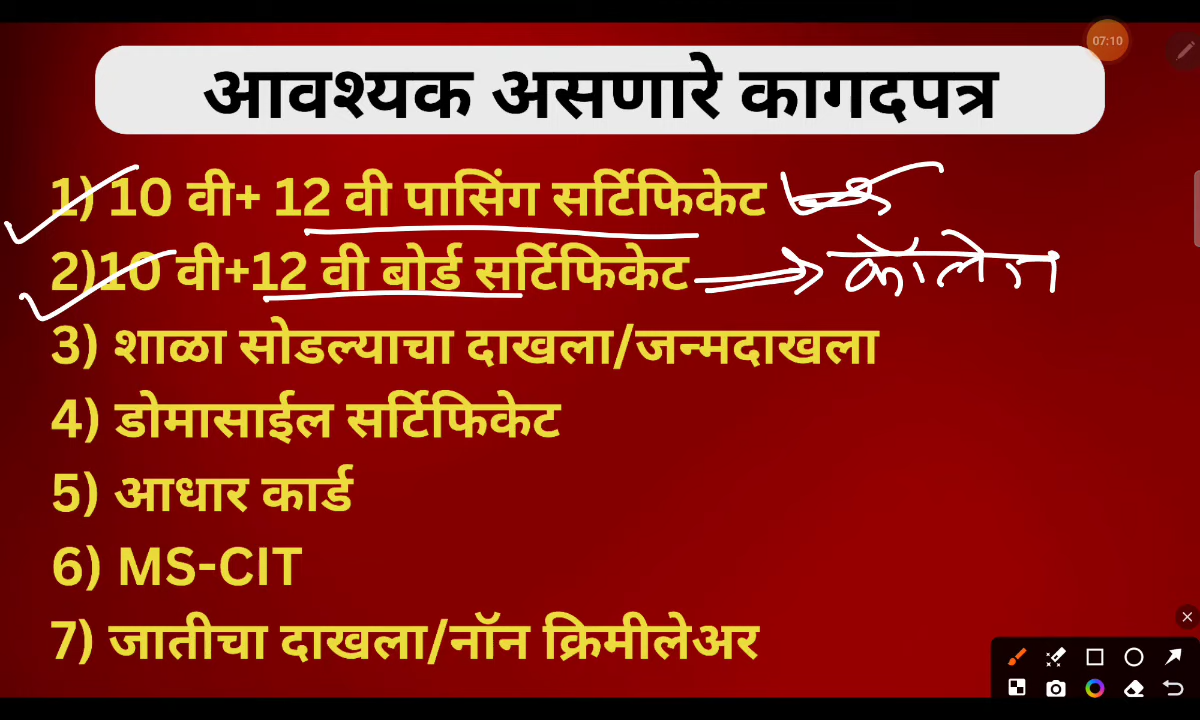 07:10
आवश्यक असणारे कागदपत्र
1) 10 वी+ 12 वी पासिंग सर्टिफिकेट
2)10 वी+12 वी बोर्ड सर्टिफिकेट कॉलेज
3) शाळा सोडल्याचा दाखला/जन्मदाखला
4) डोमासाईल सर्टिफिकेट
5) आधार कार्ड
6) MS-CIT
7) जातीचा दाखला/नॉन क्रिमीलेअर